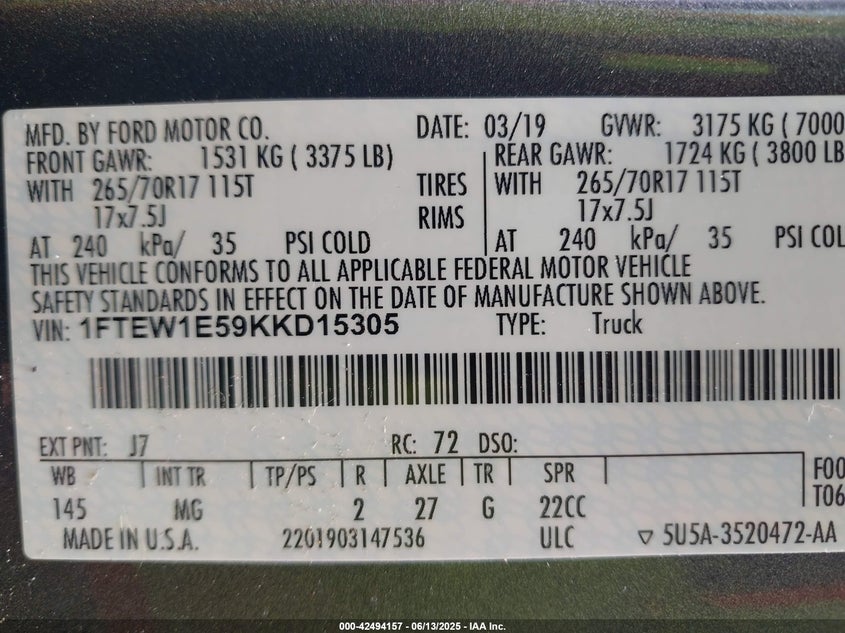 MFD. BY FORD MOTOR CO. DATE: 03/19 GVWR: 3175 KG ( 7000
FRONT GAWR: 1531 KG ( 3375 LB) REAR GAWR: 1724 KG ( 3800 LB
WITH 265/70R17 115T TIRES WITH 265/70R17 115T
17x7.5J RIMS 17x7.5J
AT 240 kPa/ 35 PSI COLD AT 240 kPa/ 35 PSI COL
THIS VEHICLE CONFORMS TO ALL APPLICABLE FEDERAL MOTOR VEHICLE
SAFETY STANDARDS IN EFFECT ON THE DATE OF MANUFACTURE SHOWN ABOVE.
VIN: 1FTEW1E59KKD15305 TYPE: Truck
EXT PNT: J7 RC: 72 DSO:
WB INT TR TP/PS R AXLE TR SPR F00
145 MG 2 27 G 22CC T06
MADE IN U.S.A. 2201903147536 ULC ▽ 5U5A-3520472-AA
000-42494157 - 06/13/2025 - IAA Inc.